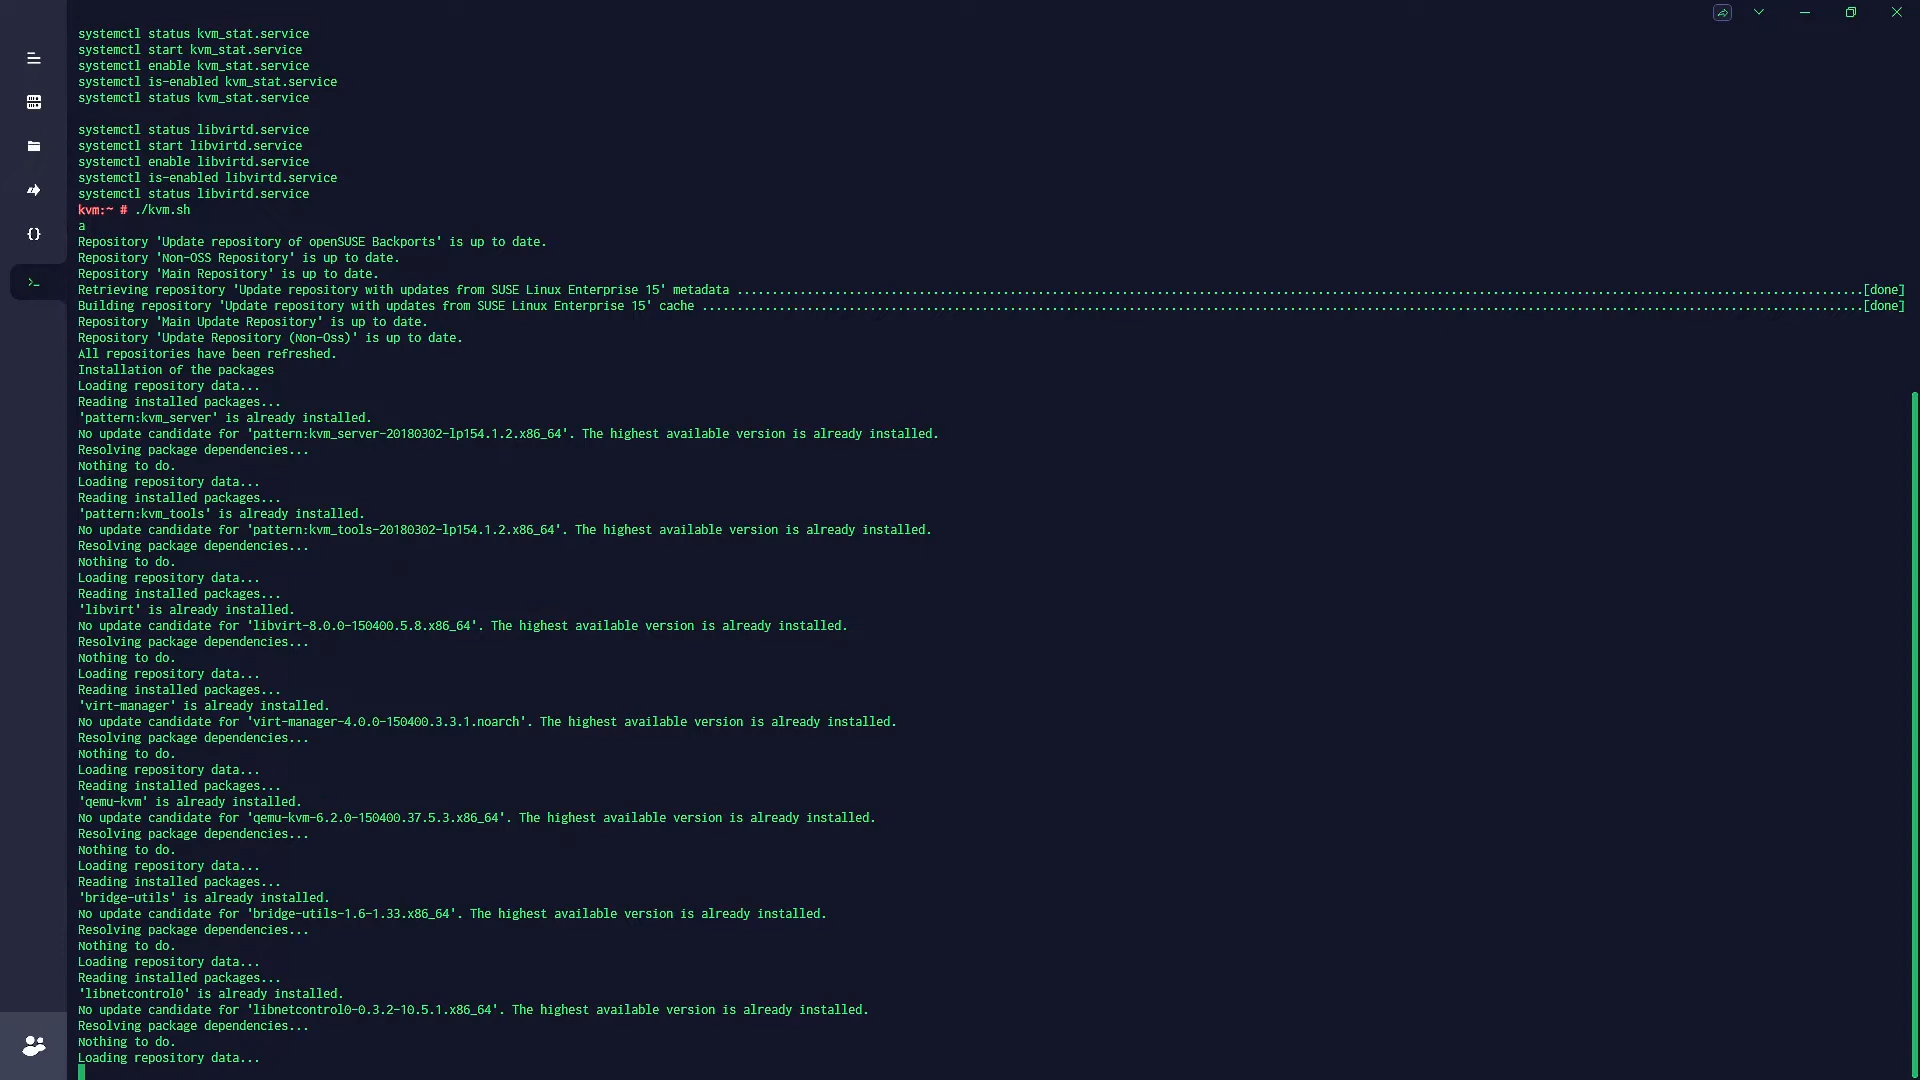 systemctl status kvm_stat.service
systemctl start kvm_stat.service
systemctl enable kvm_stat.service
systemctl is-enabled kvm_stat.service
systemctl status kvm_stat.service
systemctl status libvirtd.service
systemctl start libvirtd.service
systemctl enable libvirtd.service
systemctl is-enabled libvirtd.service
systemctl status libvirtd.service
kvm:~ # ./kvm.sh
a
Repository 'Update repository of openSUSE Backports' is up to date.
Repository 'Non-OSS Repository' is up to date.
Repository 'Main Repository' is up to date.
Retrieving repository 'Update repository with updates from SUSE Linux Enterprise 15' metadata .................................................................................................................................................................[done]
Building repository 'Update repository with updates from SUSE Linux Enterprise 15' cache ......................................................................................................................................................................[done]
Repository 'Main Update Repository' is up to date.
Repository 'Update Repository (Non-Oss)' is up to date.
All repositories have been refreshed.
Installation of the packages
Loading repository data...
Reading installed packages...
'pattern:kvm_server' is already installed.
No update candidate for 'pattern:kvm_server-20180302-lp154.1.2.x86_64'. The highest available version is already installed.
Resolving package dependencies...
Nothing to do.
Loading repository data...
Reading installed packages...
'pattern:kvm_tools' is already installed.
No update candidate for 'pattern:kvm_tools-20180302-lp154.1.2.x86_64'. The highest available version is already installed.
Resolving package dependencies...
Nothing to do.
Loading repository data...
Reading installed packages...
'libvirt' is already installed.
No update candidate for 'libvirt-8.0.0-150400.5.8.x86_64'. The highest available version is already installed.
Resolving package dependencies...
Nothing to do.
Loading repository data...
Reading installed packages...
'virt-manager' is already installed.
No update candidate for 'virt-manager-4.0.0-150400.3.3.1.noarch'. The highest available version is already installed.
Resolving package dependencies...
Nothing to do.
Loading repository data...
Reading installed packages...
'qemu-kvm' is already installed.
No update candidate for 'qemu-kvm-6.2.0-150400.37.5.3.x86_64'. The highest available version is already installed.
Resolving package dependencies...
Nothing to do.
Loading repository data...
Reading installed packages...
'bridge-utils' is already installed.
No update candidate for 'bridge-utils-1.6-1.33.x86_64'. The highest available version is already installed.
Resolving package dependencies...
Nothing to do.
Loading repository data...
Reading installed packages...
'libnetcontrol0' is already installed.
No update candidate for 'libnetcontrol0-0.3.2-10.5.1.x86_64'. The highest available version is already installed.
Resolving package dependencies...
Nothing to do.
Loading repository data...